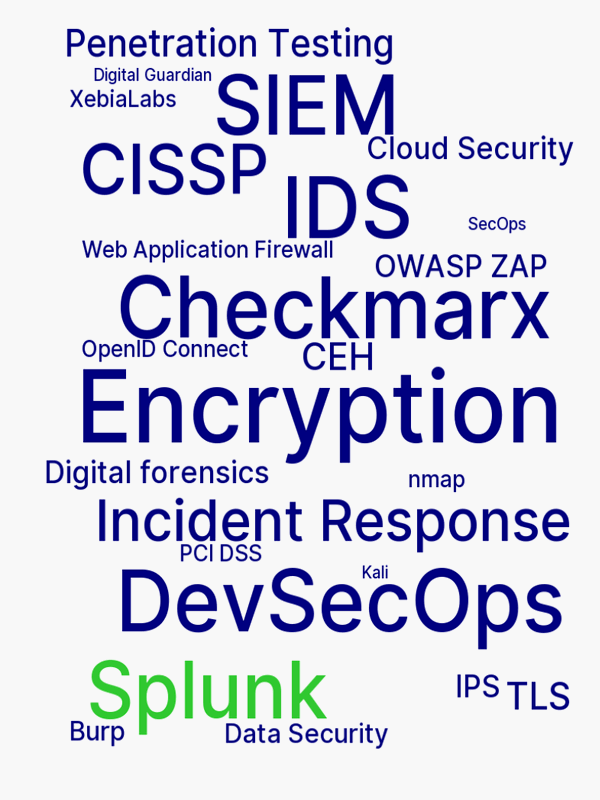 Penetration Testing
Digital Guardian
XebiaLabs
SIEM
Cloud Security
CISSP
IDS
SecOps
Web Application Firewall
OWASP ZAP
Checkmarx
OpenID Connect
CEH
Encryption
Digital forensics
nmap
Incident Response
PCI DSS
Kali
DevSecOps
Splunk
IPS
TLS
Burp
Data Security